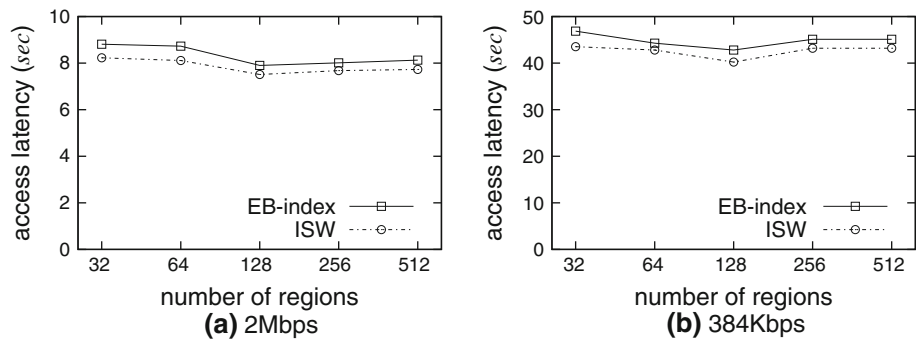 access latency (sec)
10
8
6
4
2
0
EB-index
ISW
32 64 128 256 512
number of regions
(a) 2Mbps
access latency (sec)
50
40
30
20
10
0
EB-index
ISW
32 64 128 256 512
number of regions
(b) 384Kbps